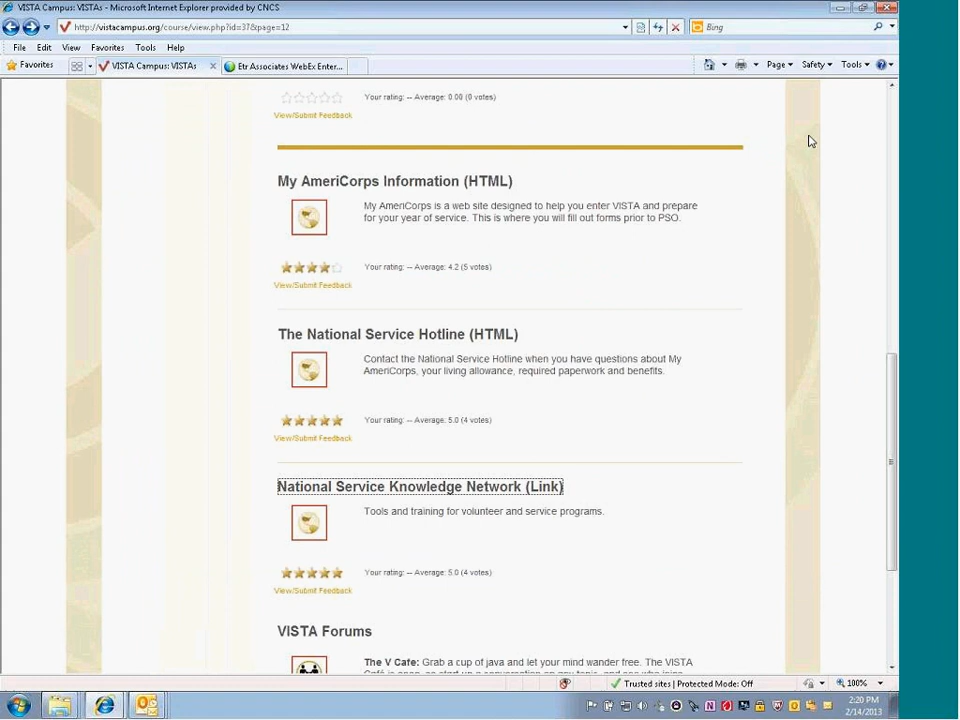 VISTA Campus: VISTAs - Microsoft Internet Explorer provided by CNCS
http://vistacampus.org/course/view.php?id=37&page=12
Bing
File Edit View Favorites Tools Help
Favorites
VISTA Campus: VISTAs
Etr Associates WebEx Enter...
Page
Safety
Tools
Your rating: -- Average: 0.00 (0 votes)
View/Submit Feedback
My AmeriCorps Information (HTML)
My AmeriCorps is a web site designed to help you enter VISTA and prepare
for your year of service. This is where you will fill out forms prior to PSO.
Your rating: -- Average: 4.2 (5 votes)
View/Submit Feedback
The National Service Hotline (HTML)
Contact the National Service Hotline when you have questions about My
AmeriCorps, your living allowance, required paperwork and benefits.
Your rating: -- Average: 5.0 (4 votes)
View/Submit Feedback
National Service Knowledge Network (Link)
Tools and training for volunteer and service programs.
Your rating: -- Average: 5.0 (4 votes)
View/Submit Feedback
VISTA Forums
The V Cafe: Grab a cup of java and let your mind wander free. The VISTA
Trusted sites | Protected Mode: Off
100%
2:20 PM
2/14/2013